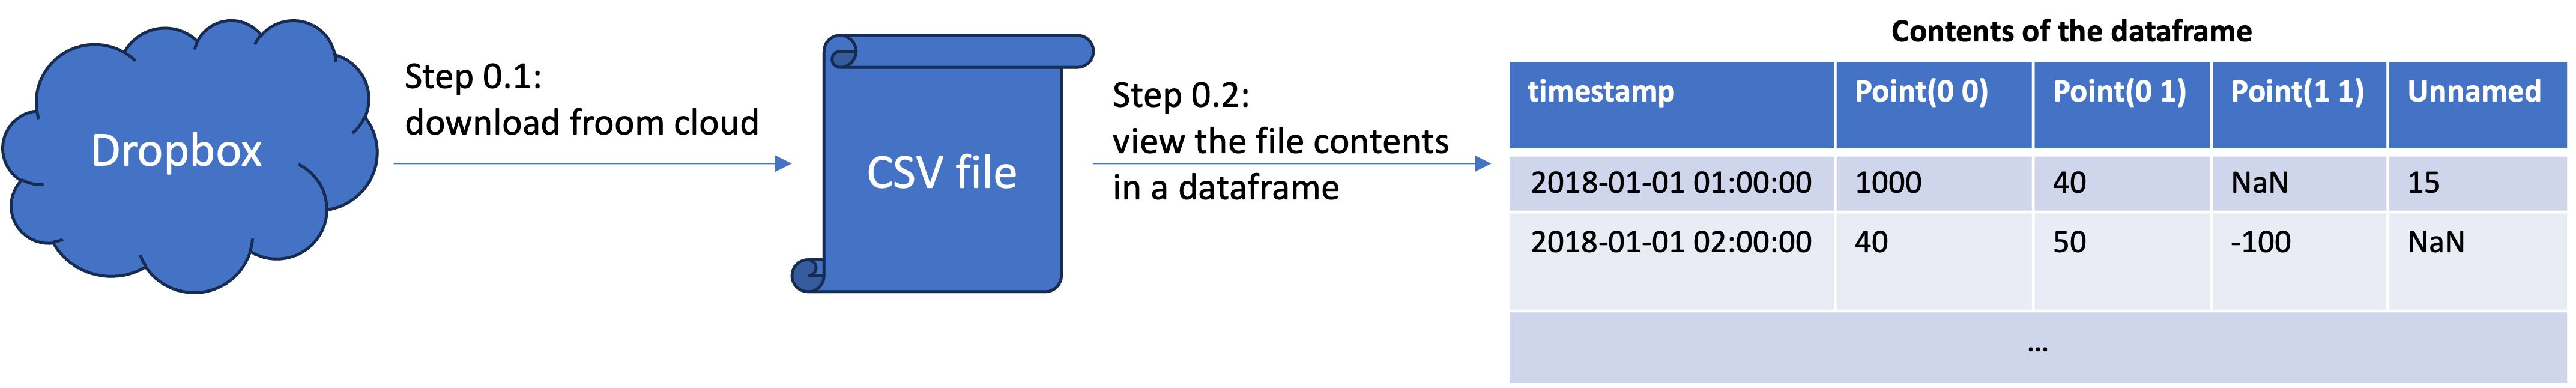 Dropbox
Step 0.1:
download froom cloud
CSV file
Step 0.2:
view the file contents
in a dataframe
Contents of the dataframe
timestamp Point(0 0) Point(0 1) Point(1 1) Unnamed
2018-01-01 01:00:00 1000 40 NaN 15
2018-01-01 02:00:00 40 50 -100 NaN
...